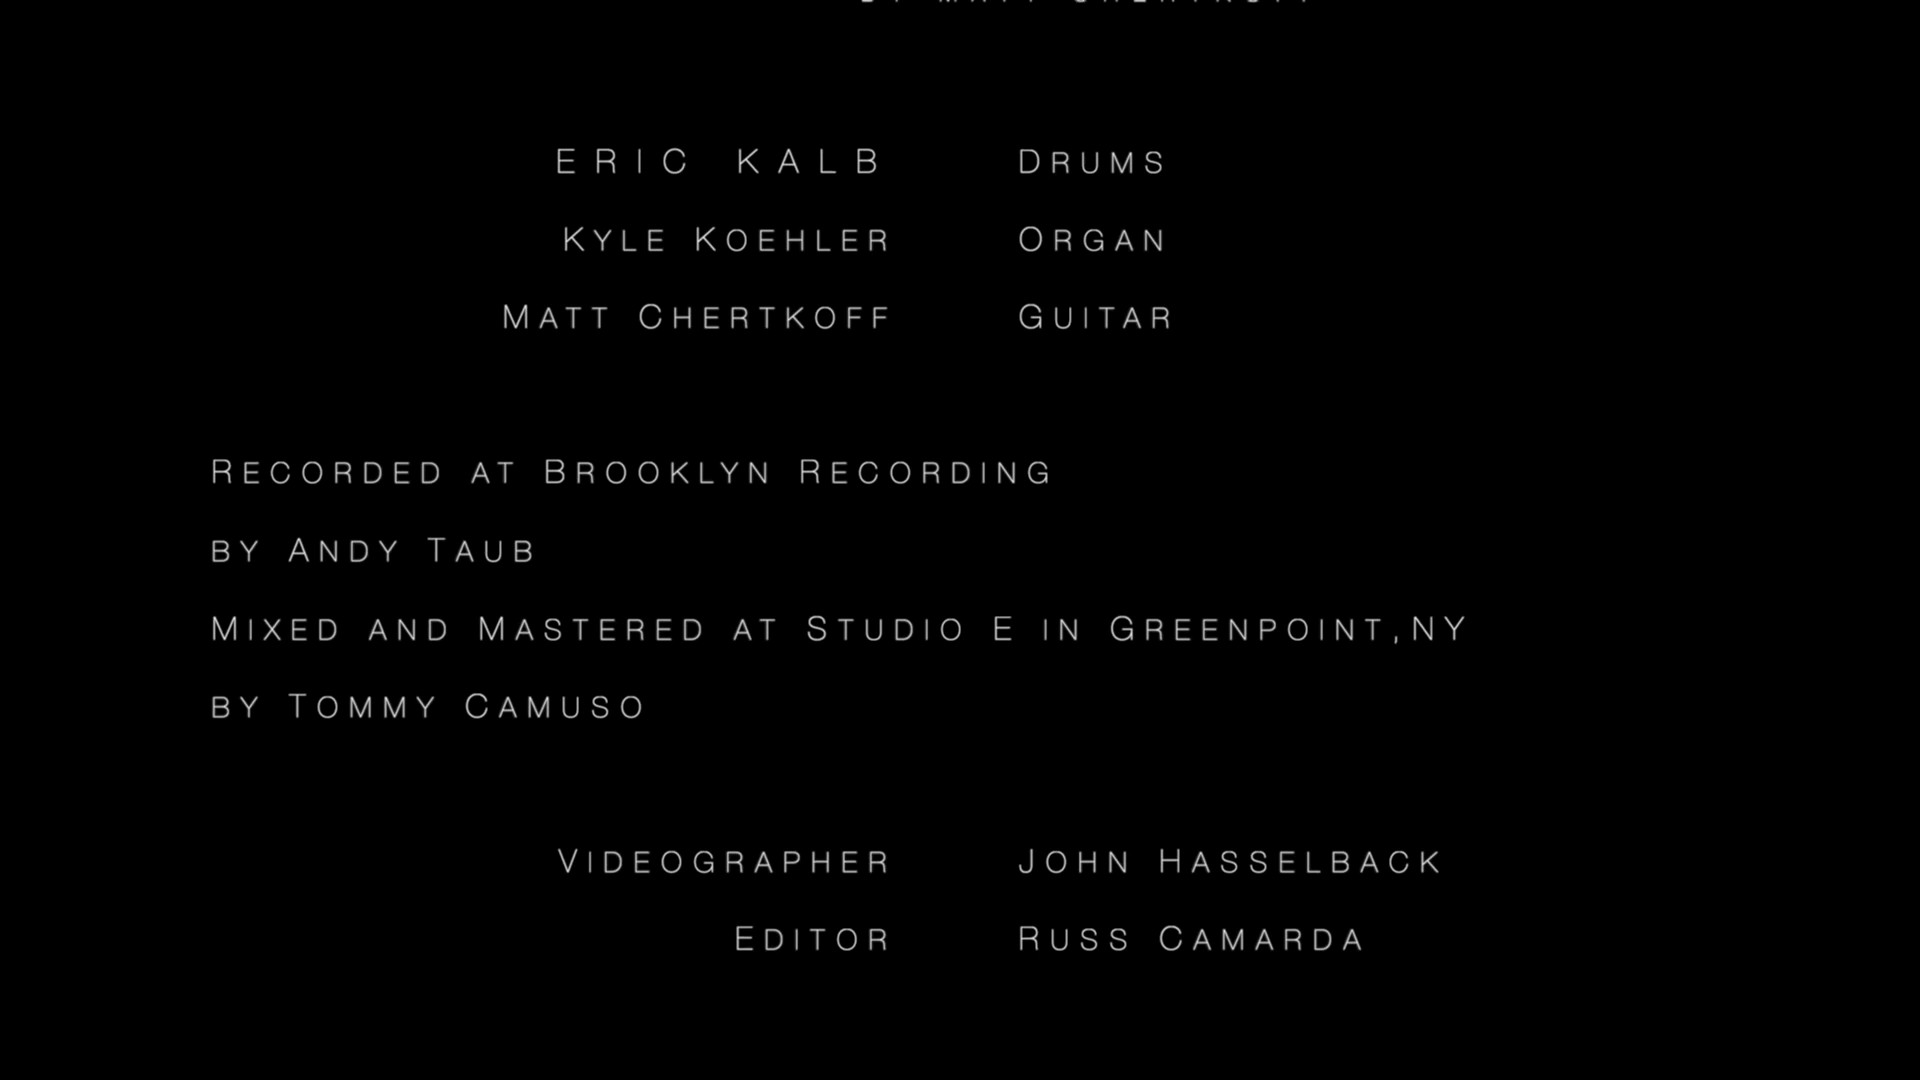 ERIC KALB DRUMS
KYLE KOEHLER ORGAN
MATT CHERTKOFF GUITAR
RECORDED AT BROOKLYN RECORDING
BY ANDY TAUB
MIXED AND MASTERED AT STUDIO E IN GREENPOINT,NY
BY TOMMY CAMUSO
VIDEOGRAPHER JOHN HASSELBACK
EDITOR RUSS CAMARDA